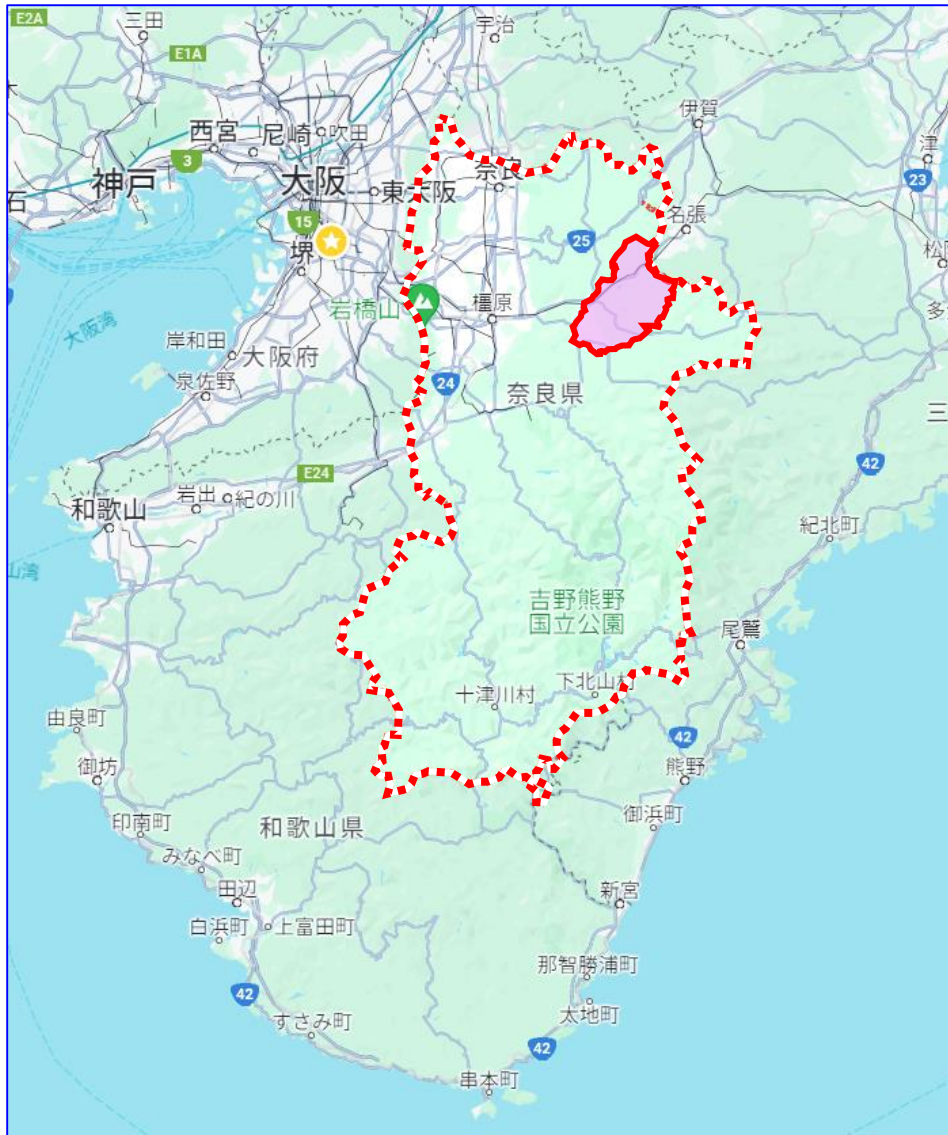 E2A
三田
宇治
E1A
伊賀
西宮
尼崎
吹田
津
3
神戸
大阪
東大阪
奈良
23
石
15
名張
堺
25
松
岩橋山
橿原
多
大阪湾
岸和田
大阪府
24
奈良県
泉佐野
三
E24
42
岩出
紀の川
和歌山
紀北町
山湾
吉野熊野
国立公園
尾鷲
十津川村
下北山村
由良町
42
御坊
熊野
印南町
和歌山県
御浜町
みなべ町
田辺
新宮
白浜町
上富田町
那智勝浦町
42
太地町
すさみ町
42
串本町